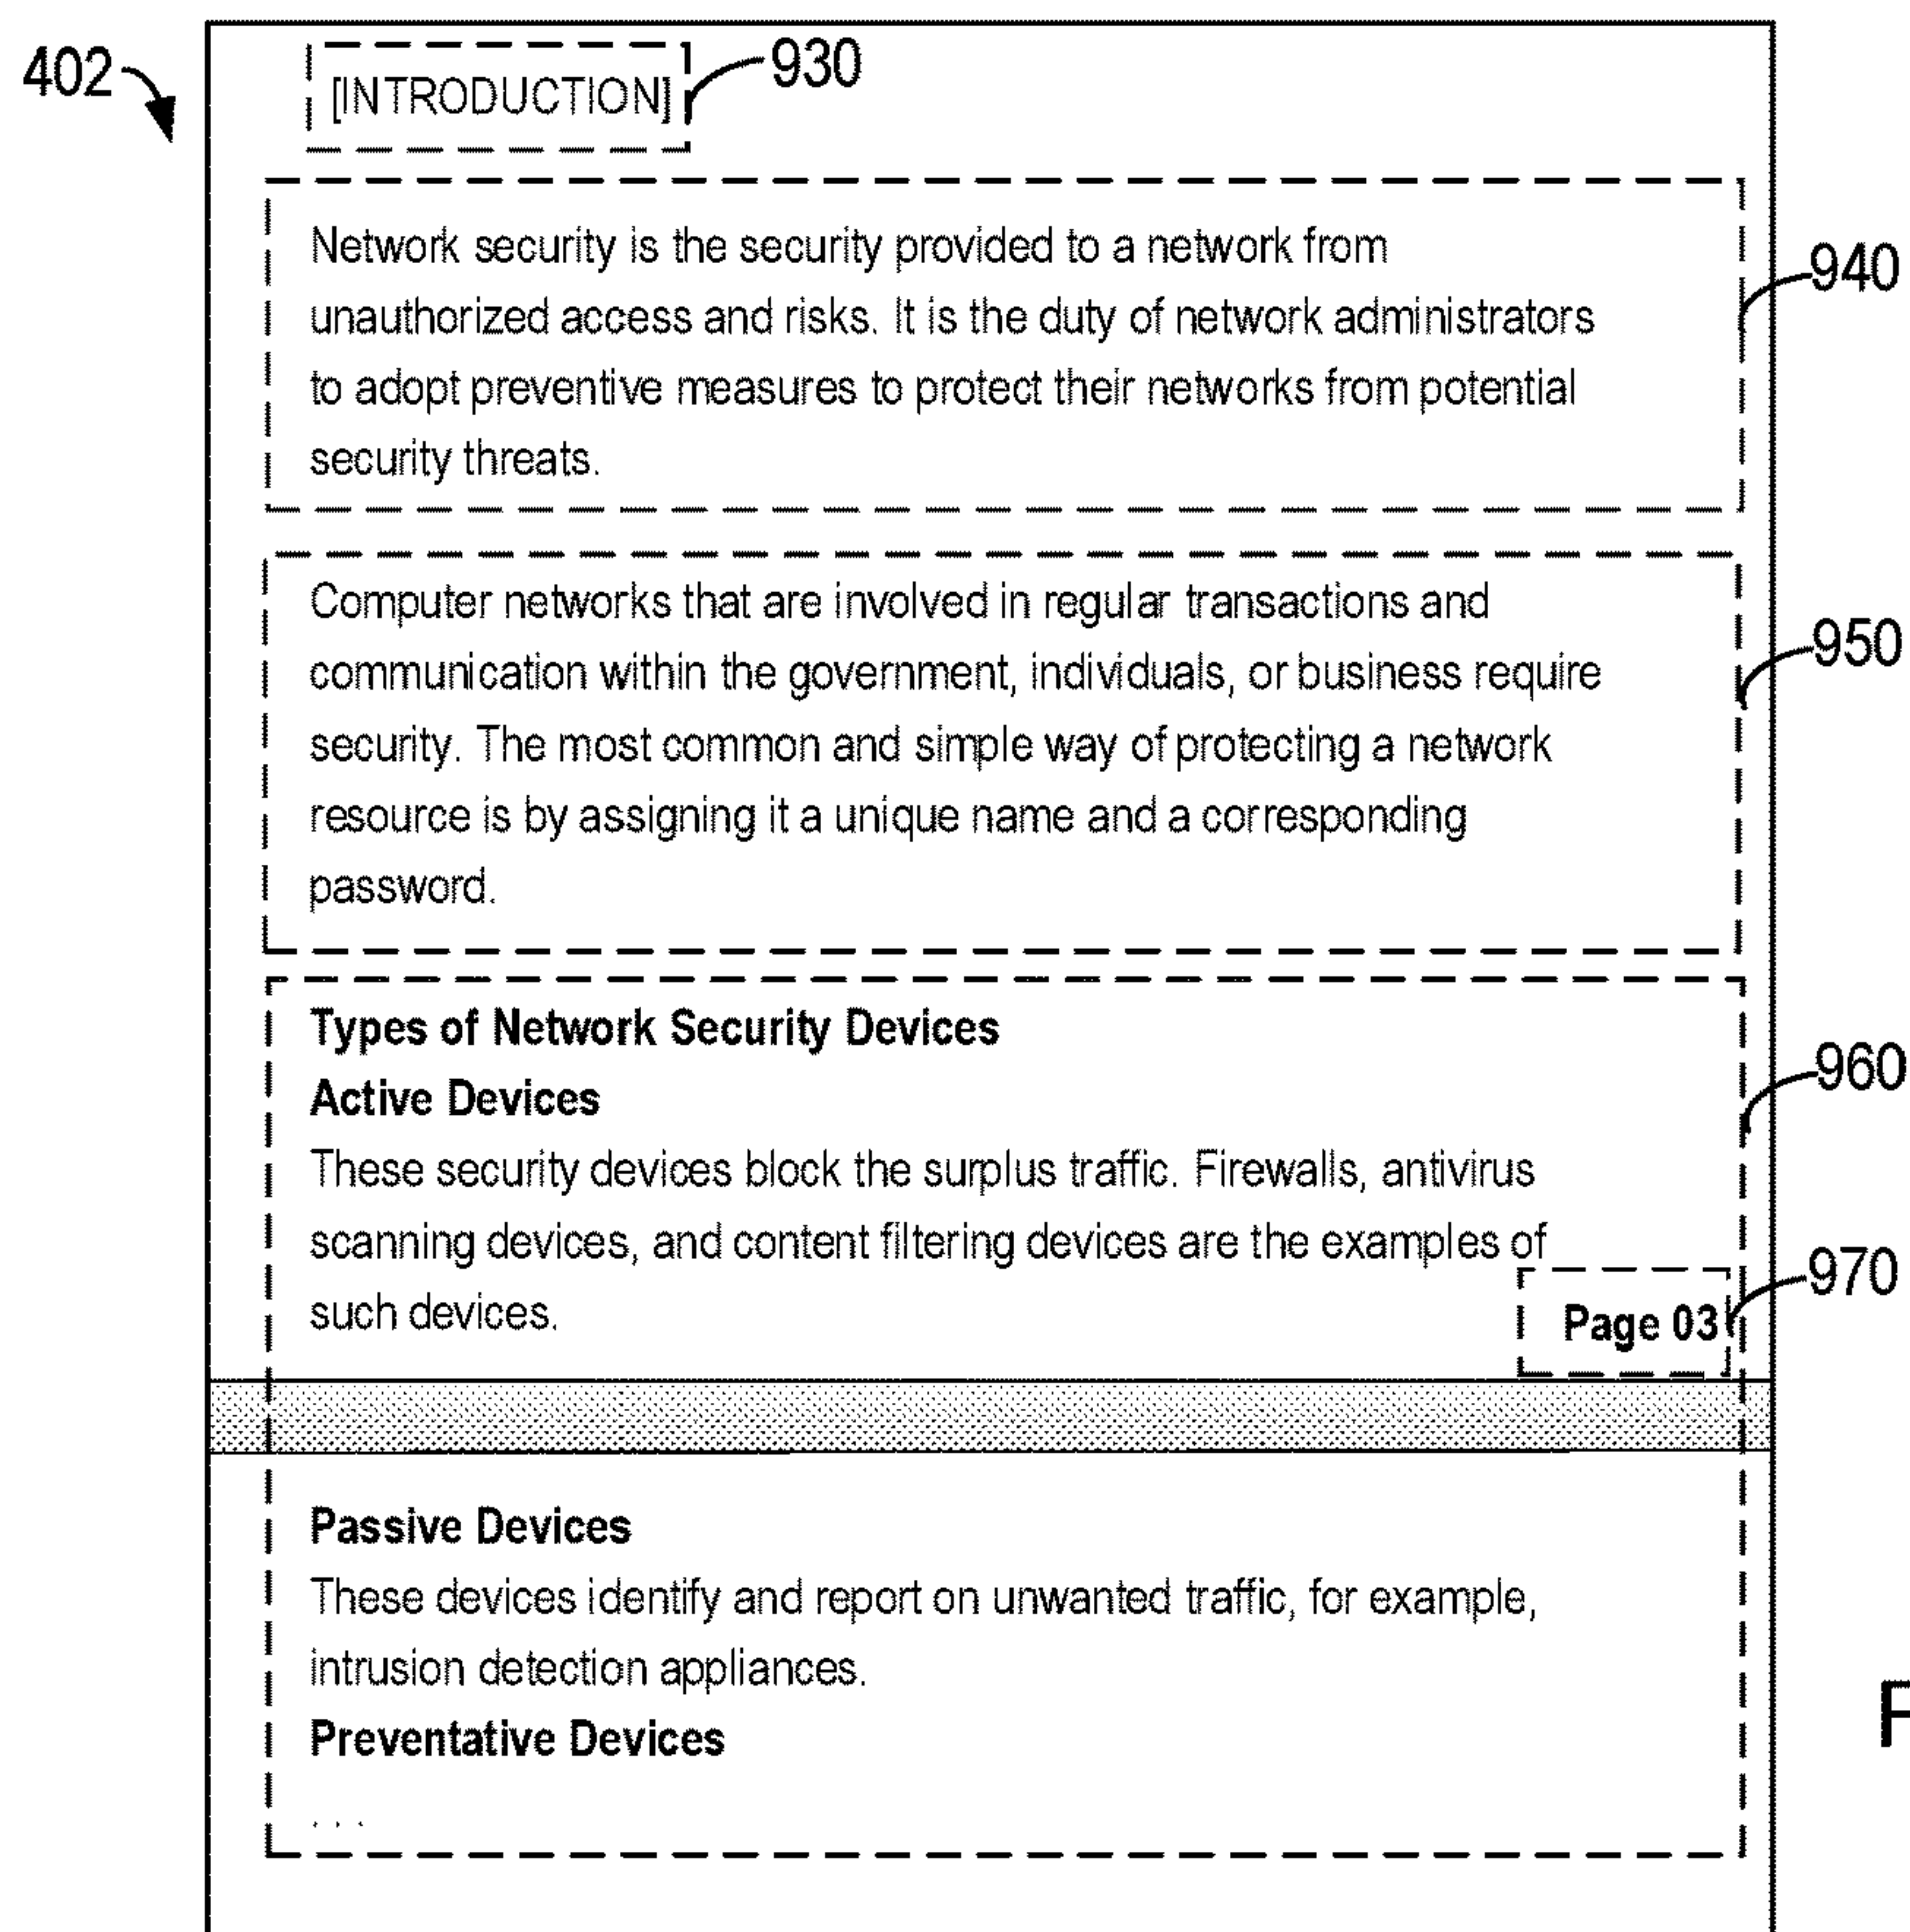 402
[INTRODUCTION]
930
Network security is the security provided to a network from
unauthorized access and risks. It is the duty of network administrators
to adopt preventive measures to protect their networks from potential
security threats.
940
Computer networks that are involved in regular transactions and
communication within the government, individuals, or business require
security. The most common and simple way of protecting a network
resource is by assigning it a unique name and a corresponding
password.
950
Types of Network Security Devices
Active Devices
These security devices block the surplus traffic. Firewalls, antivirus
scanning devices, and content filtering devices are the examples of
such devices.
960
Page 03
970
Passive Devices
These devices identify and report on unwanted traffic, for example,
intrusion detection appliances.
Preventative Devices
. . .